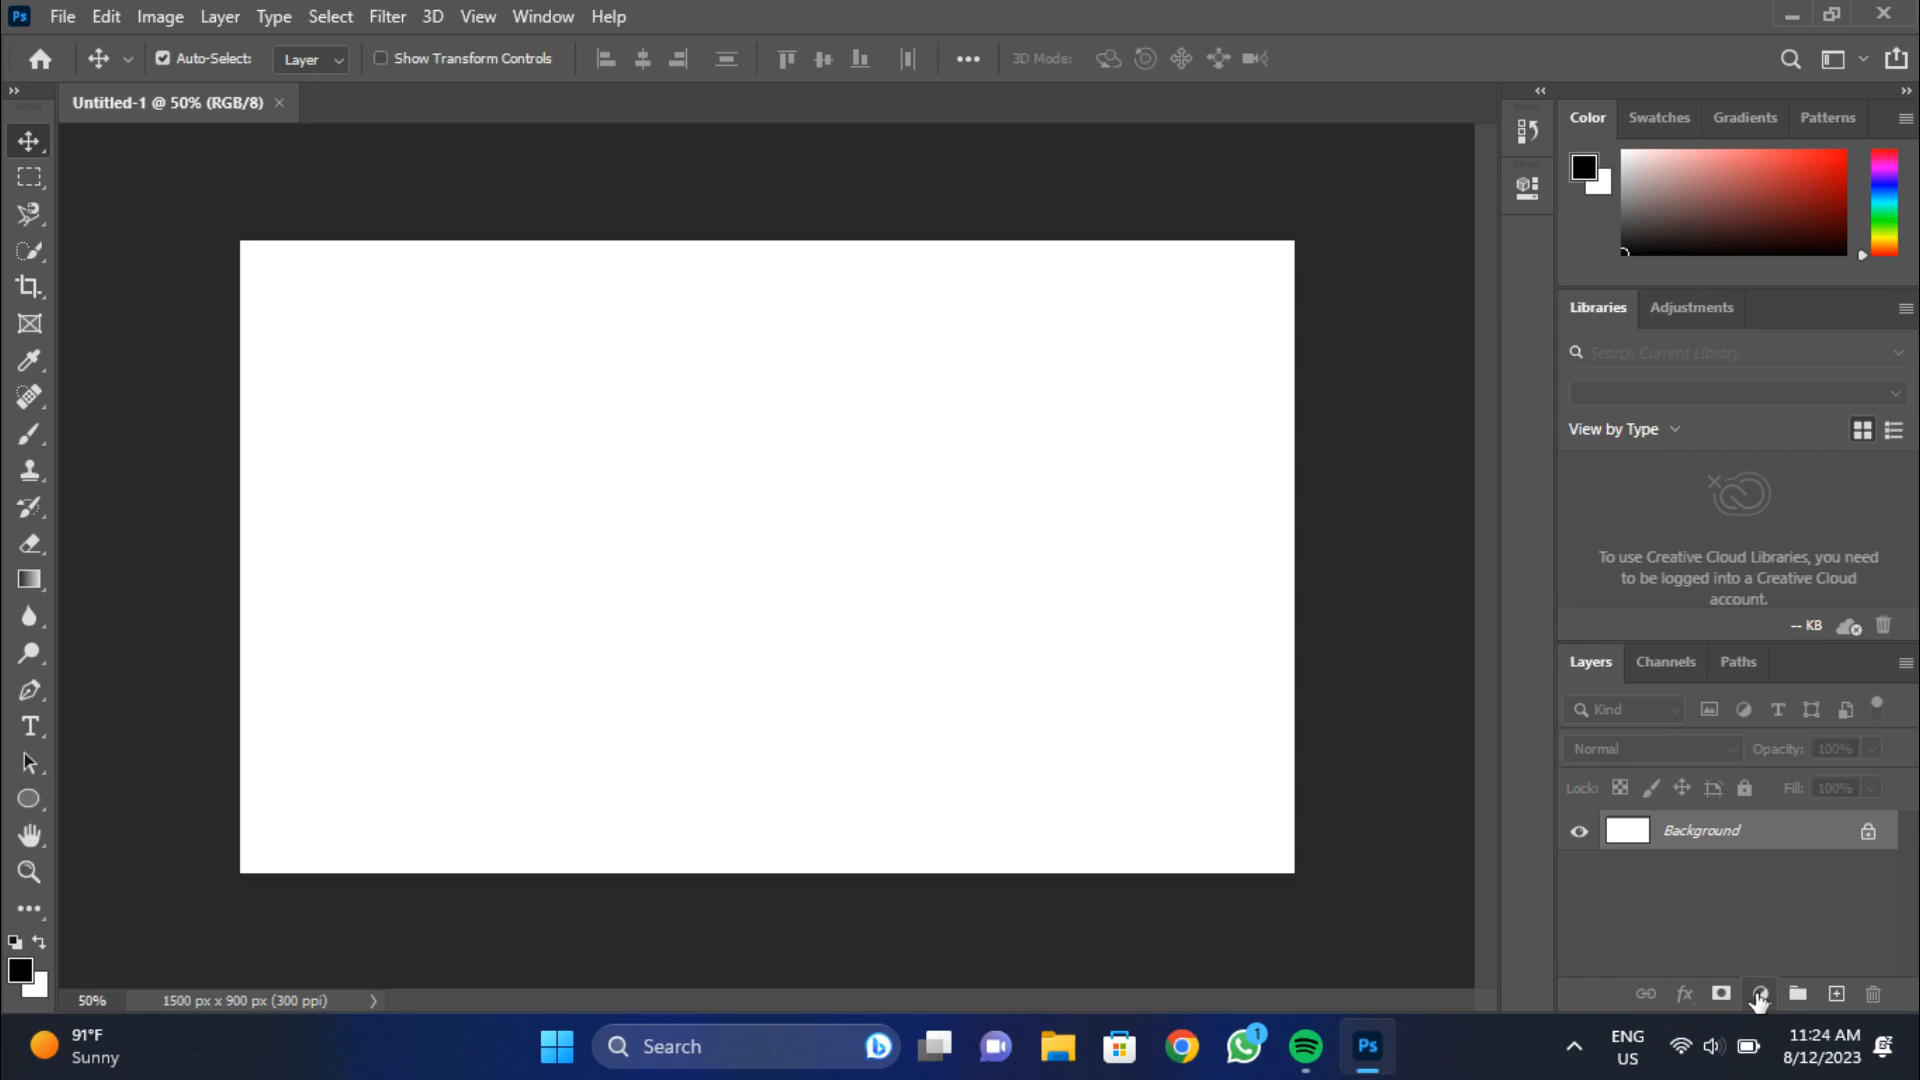 Ps File Edit Image Layer Type Select Filter 3D View Window Help
Auto-Select: Layer Show Transform Controls 3D Mode:
Untitled-1 @ 50% (RGB/8)
Color Swatches Gradients Patterns
Libraries Adjustments
Search Current Library
View by Type
To use Creative Cloud Libraries, you need
to be logged into a Creative Cloud
account.
-- KB
Layers Channels Paths
Kind
Normal Opacity: 100%
Lock: Fill: 100%
Background
fx
50% 1500 px x 900 px (300 ppi)
91°F
Sunny
Search
1
Ps
ENG
US
11:24 AM
8/12/2023